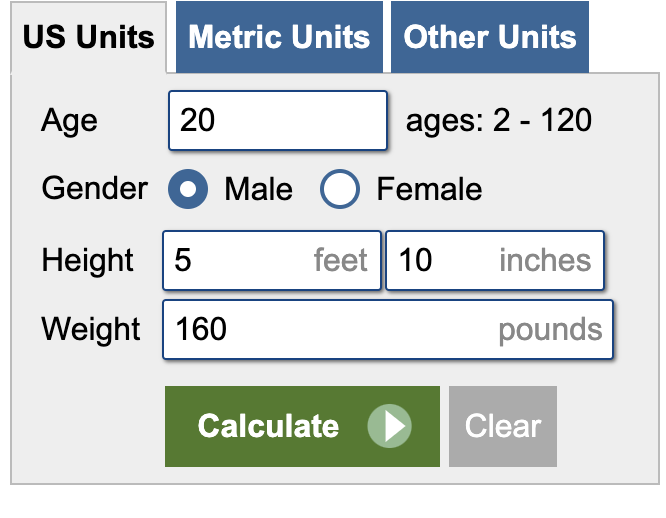 US Units Metric Units Other Units
Age 20 ages: 2 - 120
Gender Male Female
Height 5 feet 10 inches
Weight 160 pounds
Calculate Clear